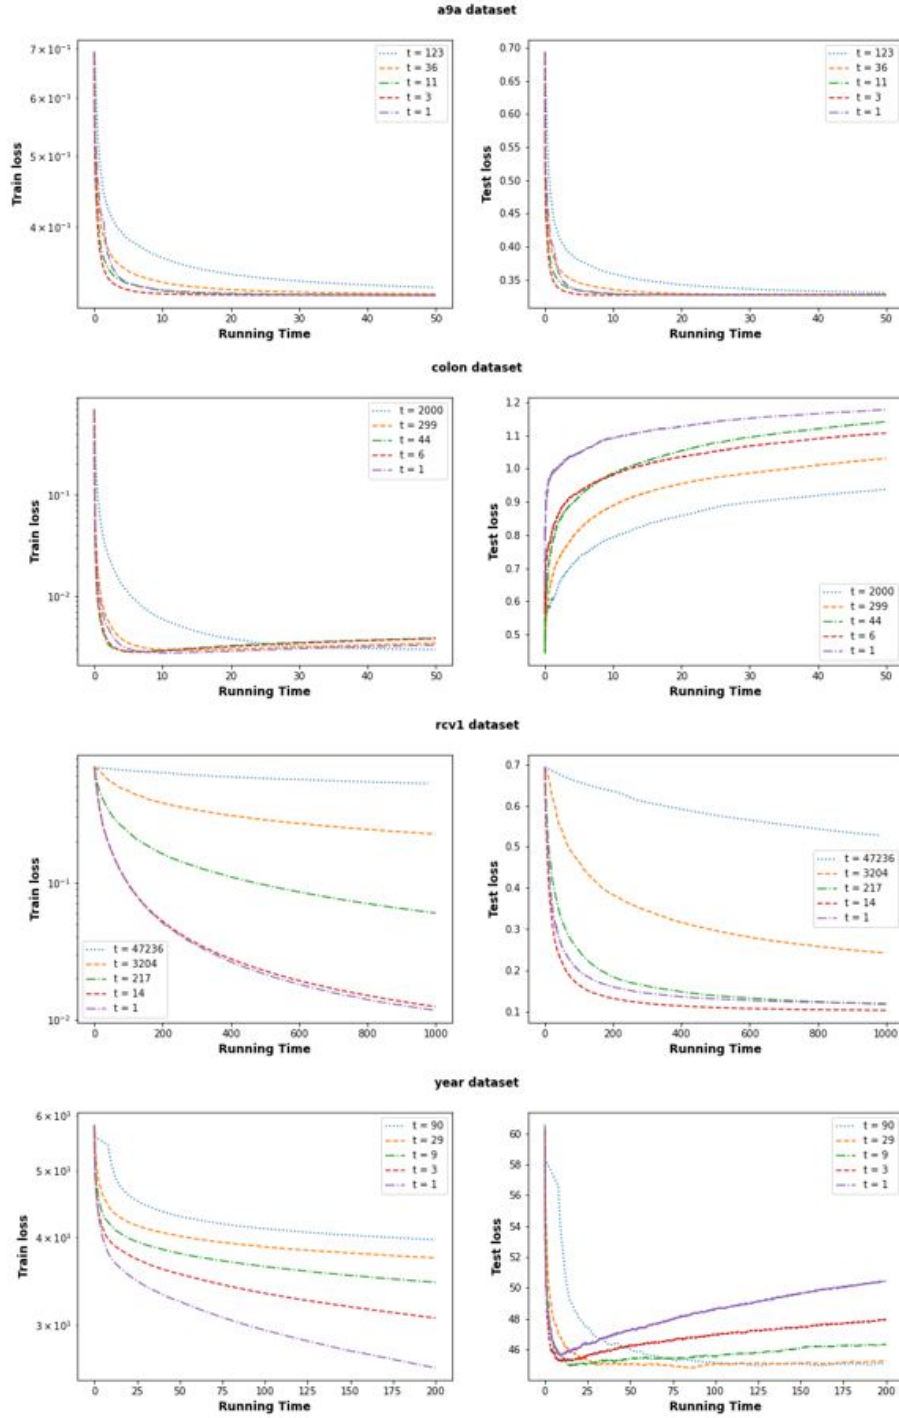 a9a dataset
7 × 10⁻¹
6 × 10⁻¹
5 × 10⁻¹
4 × 10⁻¹
Train loss
t = 123
t = 36
t = 11
t = 3
t = 1
0 10 20 30 40 50
Running Time
0.70
0.65
0.60
0.55
0.50
0.45
0.40
0.35
Test loss
t = 123
t = 36
t = 11
t = 3
t = 1
0 10 20 30 40 50
Running Time
colon dataset
10⁻¹
10⁻²
Train loss
t = 2000
t = 299
t = 44
t = 6
t = 1
0 10 20 30 40 50
Running Time
1.2
1.1
1.0
0.9
0.8
0.7
0.6
0.5
Test loss
t = 2000
t = 299
t = 44
t = 6
t = 1
0 10 20 30 40 50
Running Time
rcv1 dataset
10⁻¹
10⁻²
Train loss
t = 47236
t = 3204
t = 217
t = 14
t = 1
0 200 400 600 800 1000
Running Time
0.7
0.6
0.5
0.4
0.3
0.2
0.1
Test loss
t = 47236
t = 3204
t = 217
t = 14
t = 1
0 200 400 600 800 1000
Running Time
year dataset
6 × 10¹
5 × 10¹
4 × 10¹
3 × 10¹
Train loss
t = 90
t = 29
t = 9
t = 3
t = 1
0 25 50 75 100 125 150 175 200
Running Time
60
58
56
54
52
50
48
46
Test loss
t = 90
t = 29
t = 9
t = 3
t = 1
0 25 50 75 100 125 150 175 200
Running Time